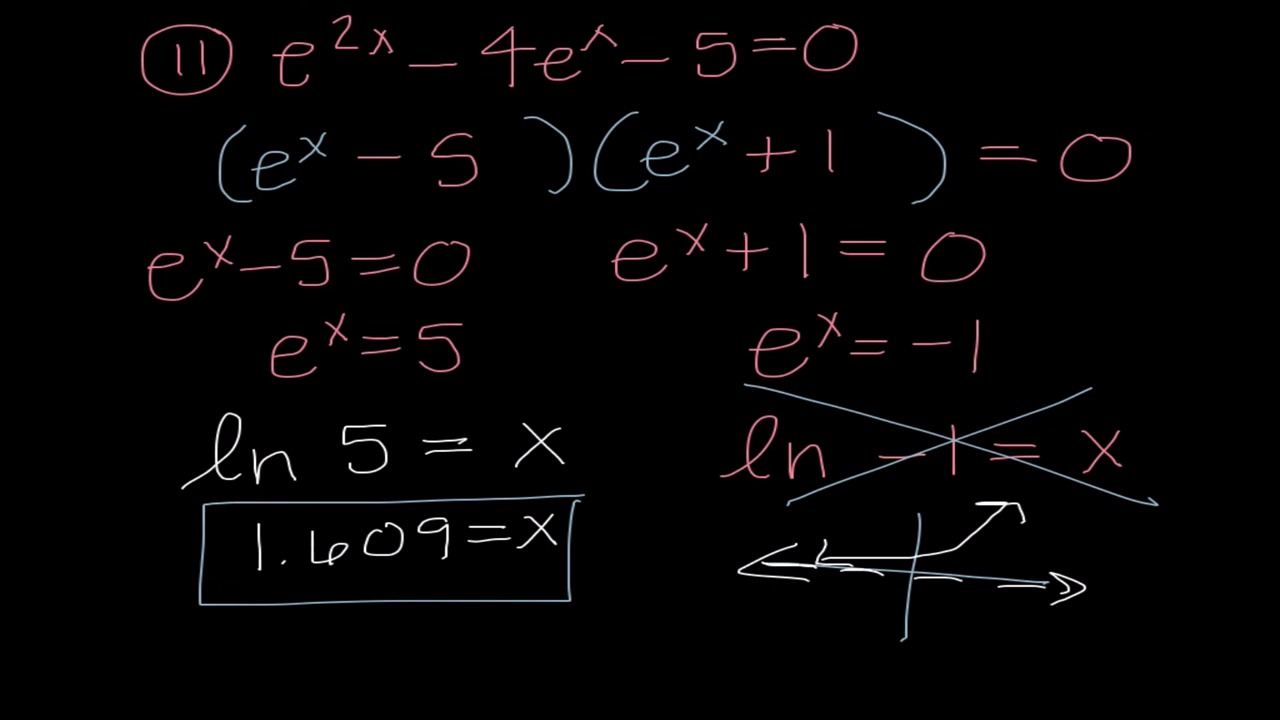 11 e^{2x} - 4e^x - 5 = 0
(e^x - 5)(e^x + 1) = 0
e^x - 5 = 0 e^x + 1 = 0
e^x = 5 e^x = -1
ln 5 = x ln -1 = x
1.609 = x